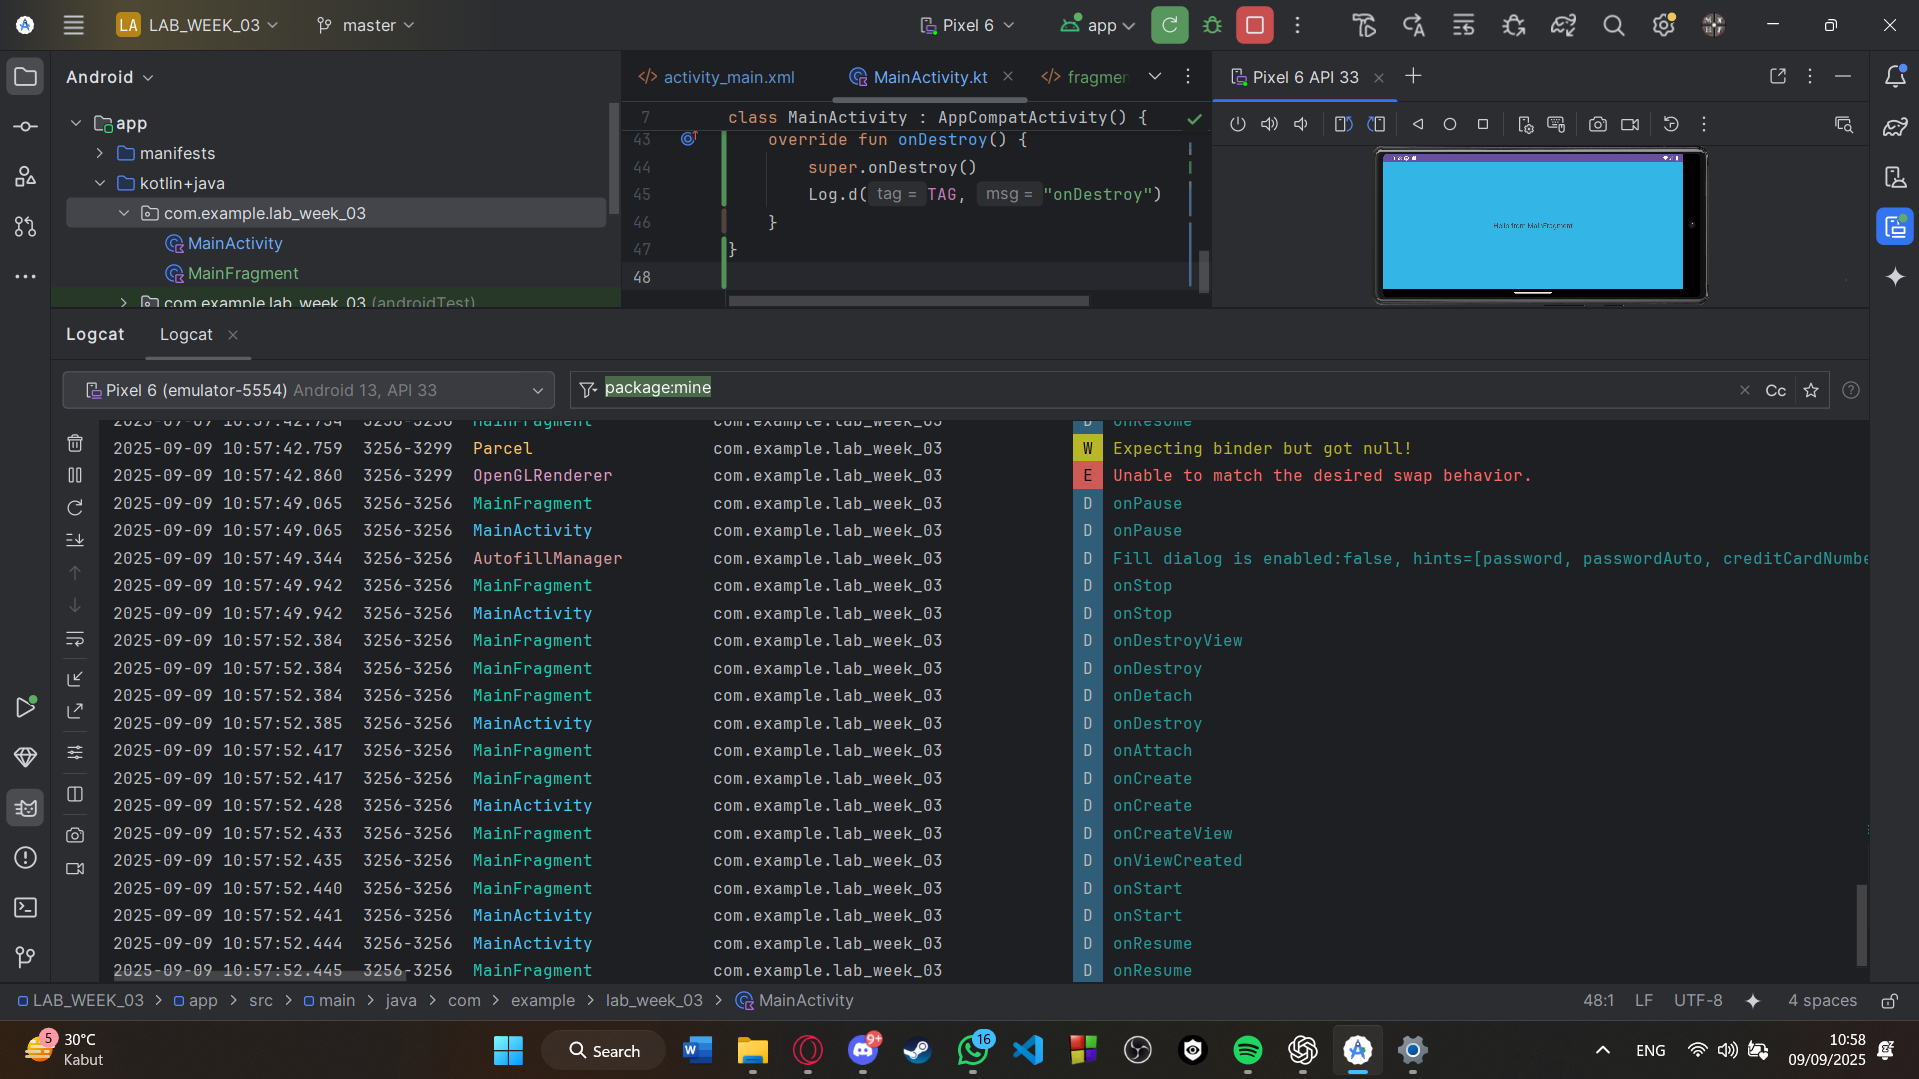 LA LAB_WEEK_03 master Pixel 6 app
Android
app
manifests
kotlin+java
com.example.lab_week_03
MainActivity
MainFragment
com.example.lab_week_03 (androidTest)
activity_main.xml MainActivity.kt fragmen
7 class MainActivity : AppCompatActivity() {
43 override fun onDestroy() {
44 super.onDestroy()
45 Log.d( tag = TAG, msg = "onDestroy")
46 }
47 }
48
Pixel 6 API 33
Hello from MainFragment
Logcat Logcat
Pixel 6 (emulator-5554) Android 13, API 33 package:mine Cc
2025-09-09 10:57:42.754 3256-3256 MainFragment com.example.lab_week_03 D onResume
2025-09-09 10:57:42.759 3256-3299 Parcel com.example.lab_week_03 W Expecting binder but got null!
2025-09-09 10:57:42.860 3256-3299 OpenGLRenderer com.example.lab_week_03 E Unable to match the desired swap behavior.
2025-09-09 10:57:49.065 3256-3256 MainFragment com.example.lab_week_03 D onPause
2025-09-09 10:57:49.065 3256-3256 MainActivity com.example.lab_week_03 D onPause
2025-09-09 10:57:49.344 3256-3256 AutofillManager com.example.lab_week_03 D Fill dialog is enabled:false, hints=[password, passwordAuto, creditCardNumbe
2025-09-09 10:57:49.942 3256-3256 MainFragment com.example.lab_week_03 D onStop
2025-09-09 10:57:49.942 3256-3256 MainActivity com.example.lab_week_03 D onStop
2025-09-09 10:57:52.384 3256-3256 MainFragment com.example.lab_week_03 D onDestroyView
2025-09-09 10:57:52.384 3256-3256 MainFragment com.example.lab_week_03 D onDestroy
2025-09-09 10:57:52.384 3256-3256 MainFragment com.example.lab_week_03 D onDetach
2025-09-09 10:57:52.385 3256-3256 MainActivity com.example.lab_week_03 D onDestroy
2025-09-09 10:57:52.417 3256-3256 MainFragment com.example.lab_week_03 D onAttach
2025-09-09 10:57:52.417 3256-3256 MainFragment com.example.lab_week_03 D onCreate
2025-09-09 10:57:52.428 3256-3256 MainActivity com.example.lab_week_03 D onCreate
2025-09-09 10:57:52.433 3256-3256 MainFragment com.example.lab_week_03 D onCreateView
2025-09-09 10:57:52.435 3256-3256 MainFragment com.example.lab_week_03 D onViewCreated
2025-09-09 10:57:52.440 3256-3256 MainFragment com.example.lab_week_03 D onStart
2025-09-09 10:57:52.441 3256-3256 MainActivity com.example.lab_week_03 D onStart
2025-09-09 10:57:52.444 3256-3256 MainActivity com.example.lab_week_03 D onResume
2025-09-09 10:57:52.445 3256-3256 MainFragment com.example.lab_week_03 D onResume
LAB_WEEK_03 > app > src > main > java > com > example > lab_week_03 > MainActivity 48:1 LF UTF-8 4 spaces
5 30°C
Kabut
Search
9+
16
ENG
10:58
09/09/2025